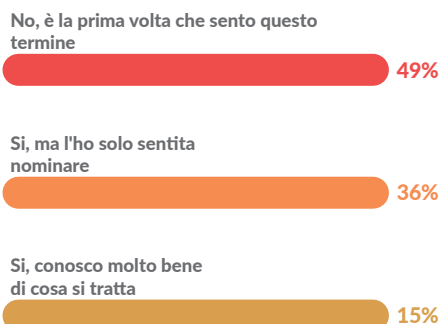 No, è la prima volta che sento questo
termine
49%
Si, ma l'ho solo sentita
nominare
36%
Si, conosco molto bene
di cosa si tratta
15%